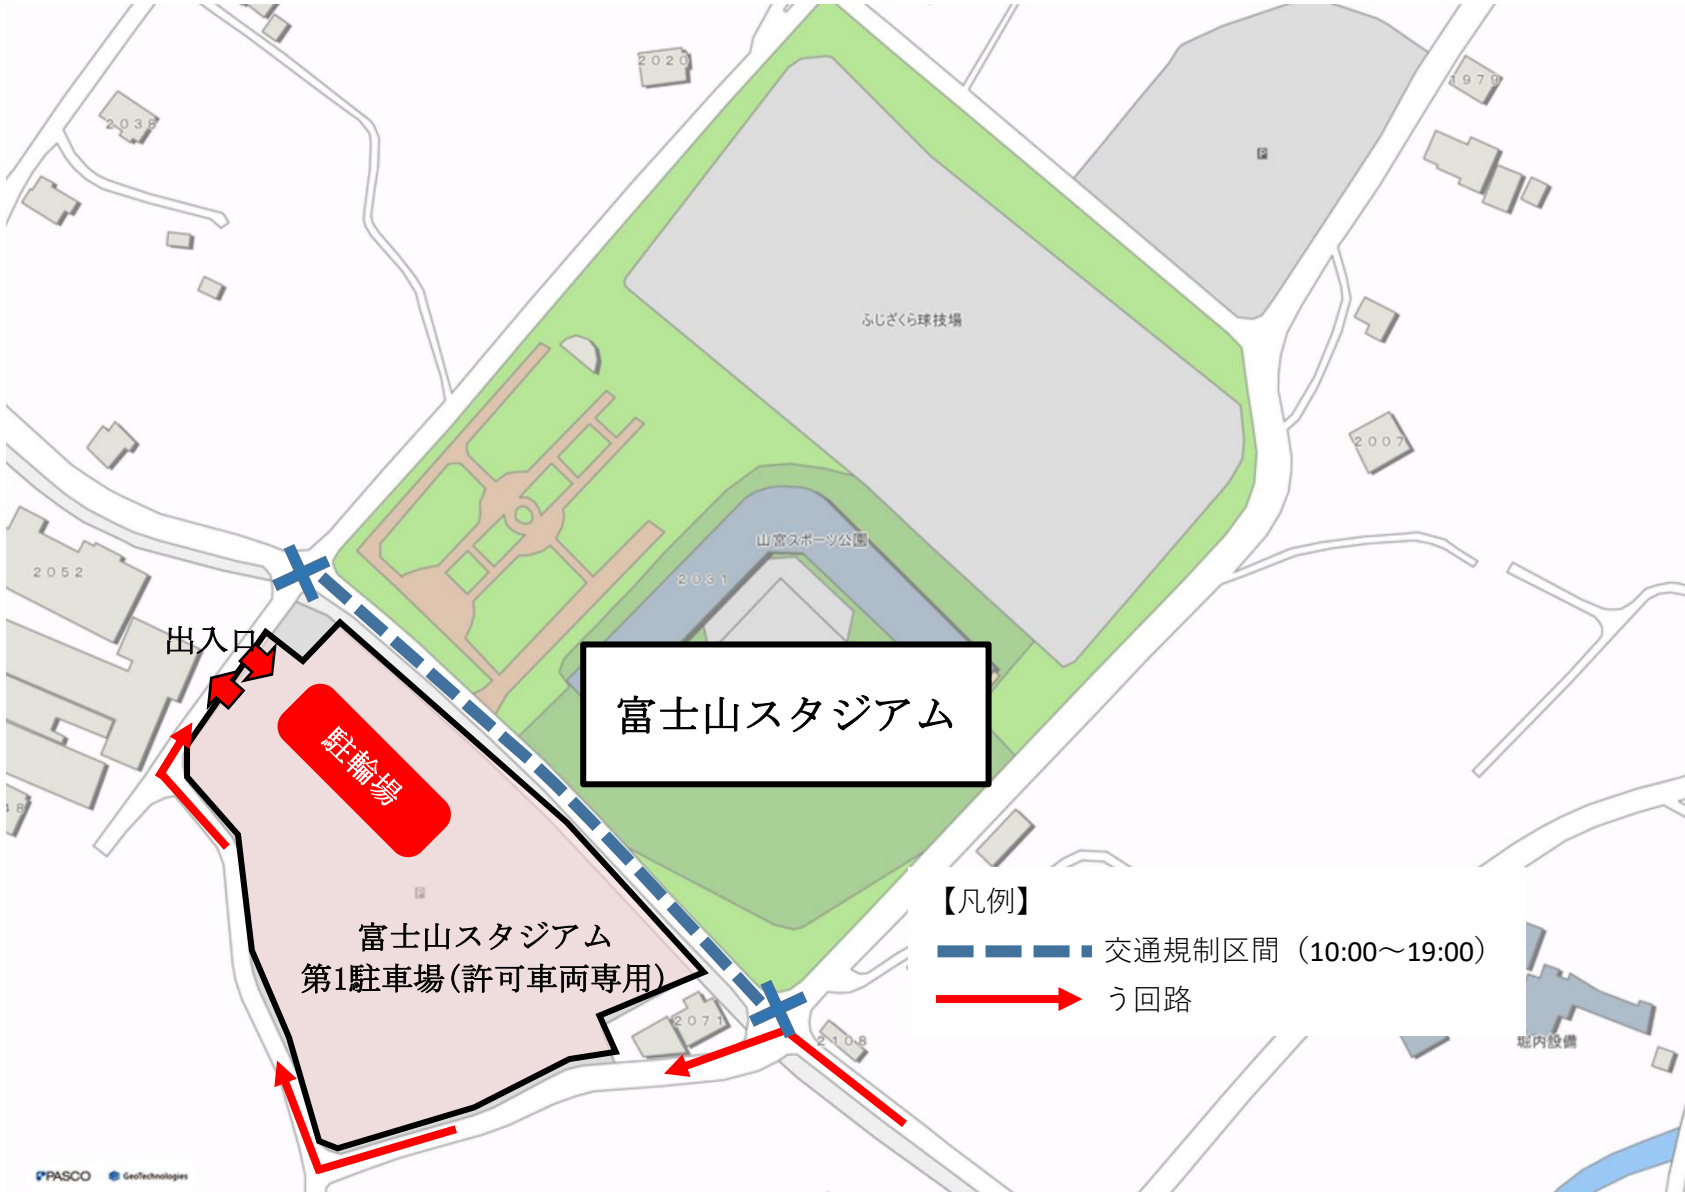 2020
1979
2038
P
ふじざくら球技場
2007
山宮スポーツ公園
2052
2031
出入口
富士山スタジアム
駐輪場
48
P
【凡例】
富士山スタジアム
交通規制区間（10:00～19:00）
第1駐車場(許可車両専用)
う回路
2071
2108
堀内設備
PASCO GeoTechnologies